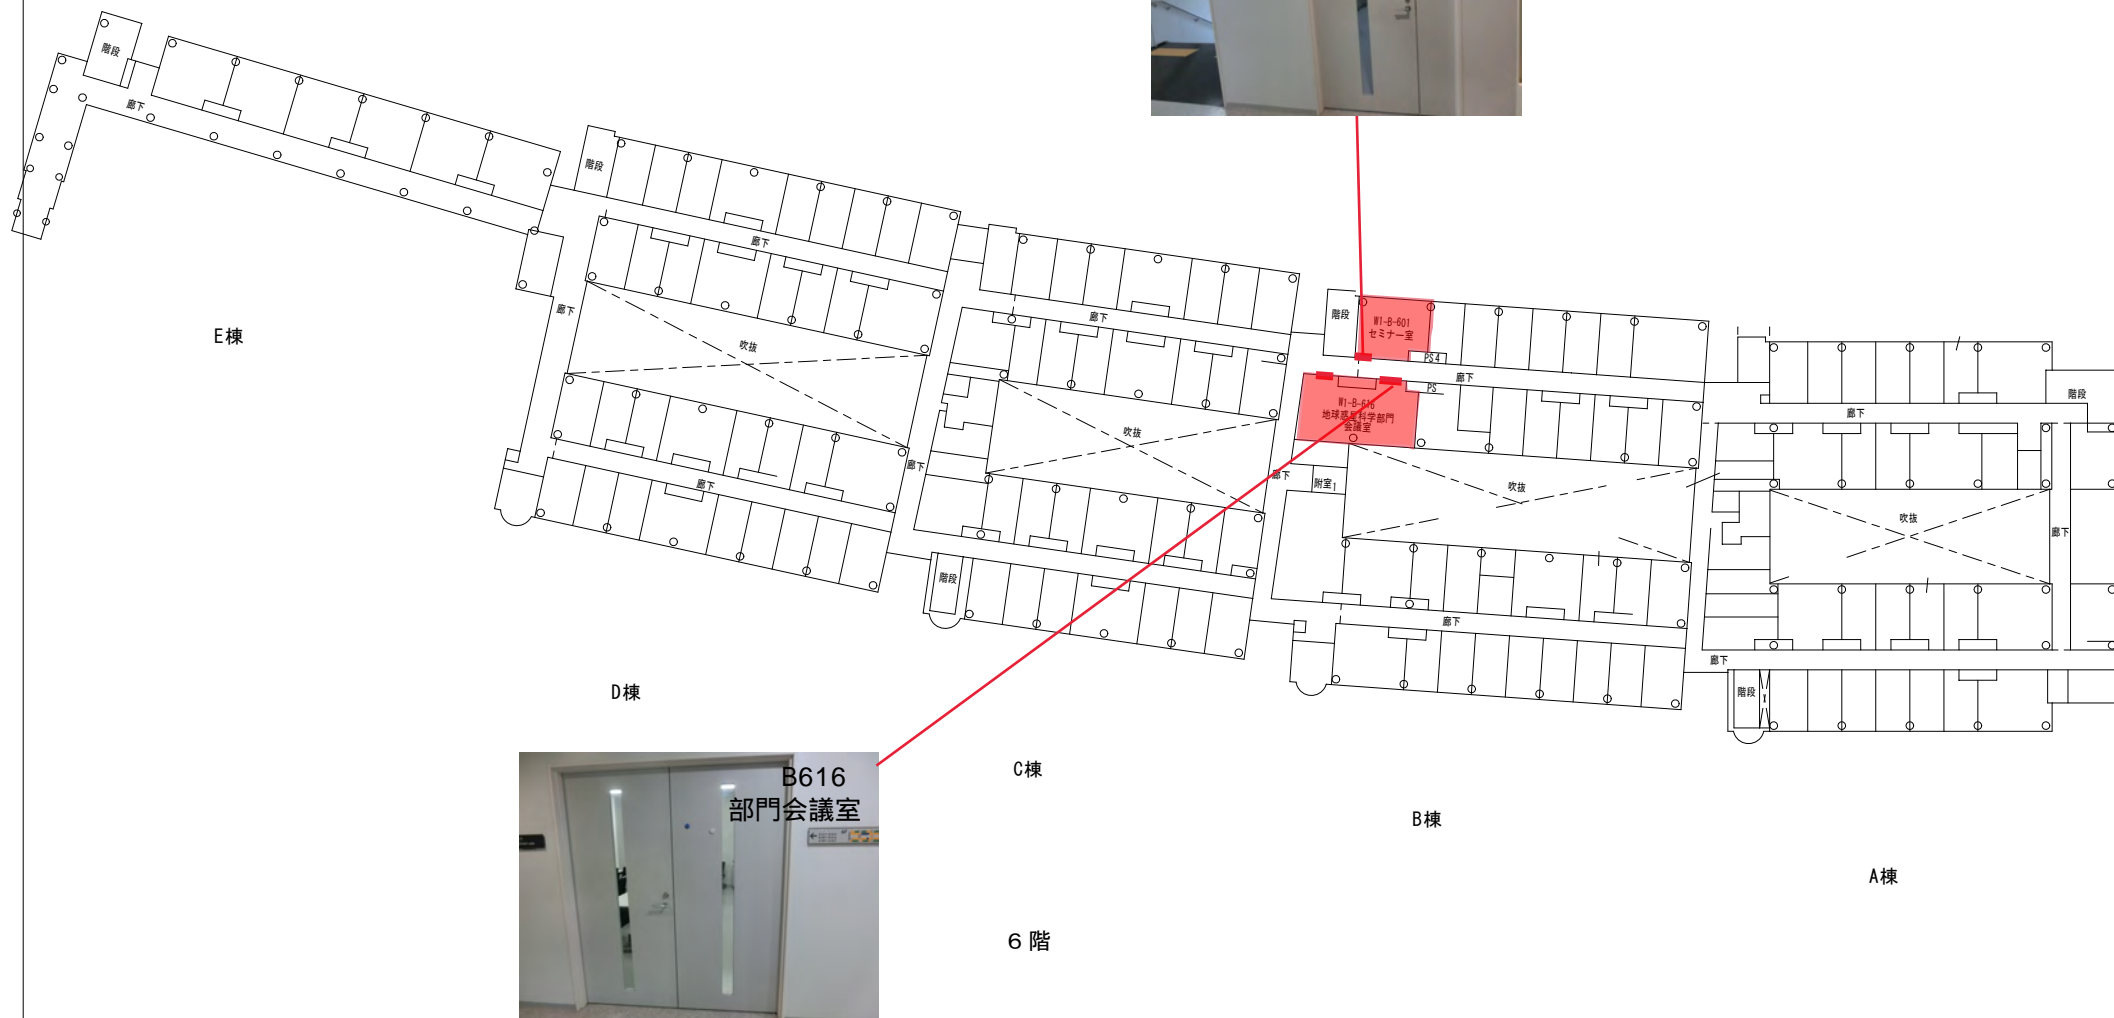 階段
廊下
階段
廊下
廊下
吹抜
E棟
廊下
廊下
D棟
廊下
吹抜
廊下
階段
C棟
階段
W1-B-601
セミナー室
PS4
廊下
PS
W1-B-616
地球惑星科学部門
会議室
廊下
附室1
吹抜
廊下
B棟
階段
廊下
吹抜
廊下
廊下
階段
A棟
B616
部門会議室
6階